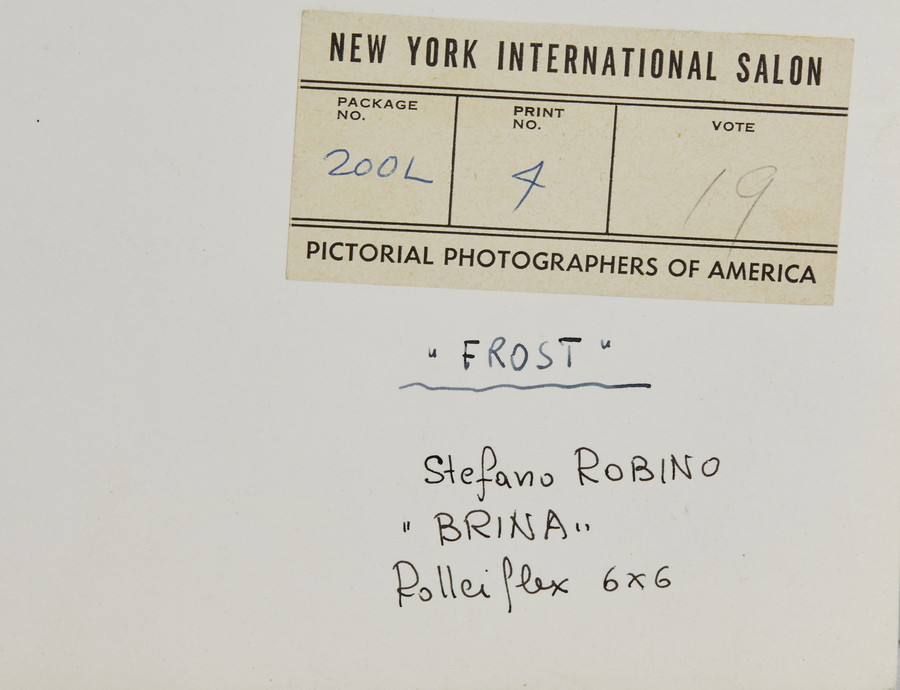 NEW YORK INTERNATIONAL SALON
PACKAGE NO.
PRINT NO.
VOTE
200L
4
19
PICTORIAL PHOTOGRAPHERS OF AMERICA
"FROST"
Stefano ROBINO
"BRINA"
Rolleiflex 6x6